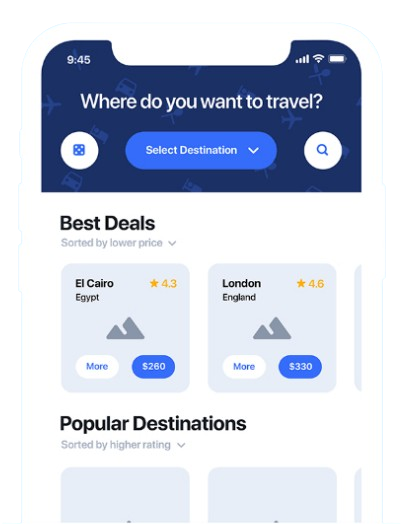 9:45
Where do you want to travel?
Select Destination
Best Deals
Sorted by lower price
El Cairo
4.3
Egypt
More
$260
London
4.6
England
More
$330
Popular Destinations
Sorted by higher rating